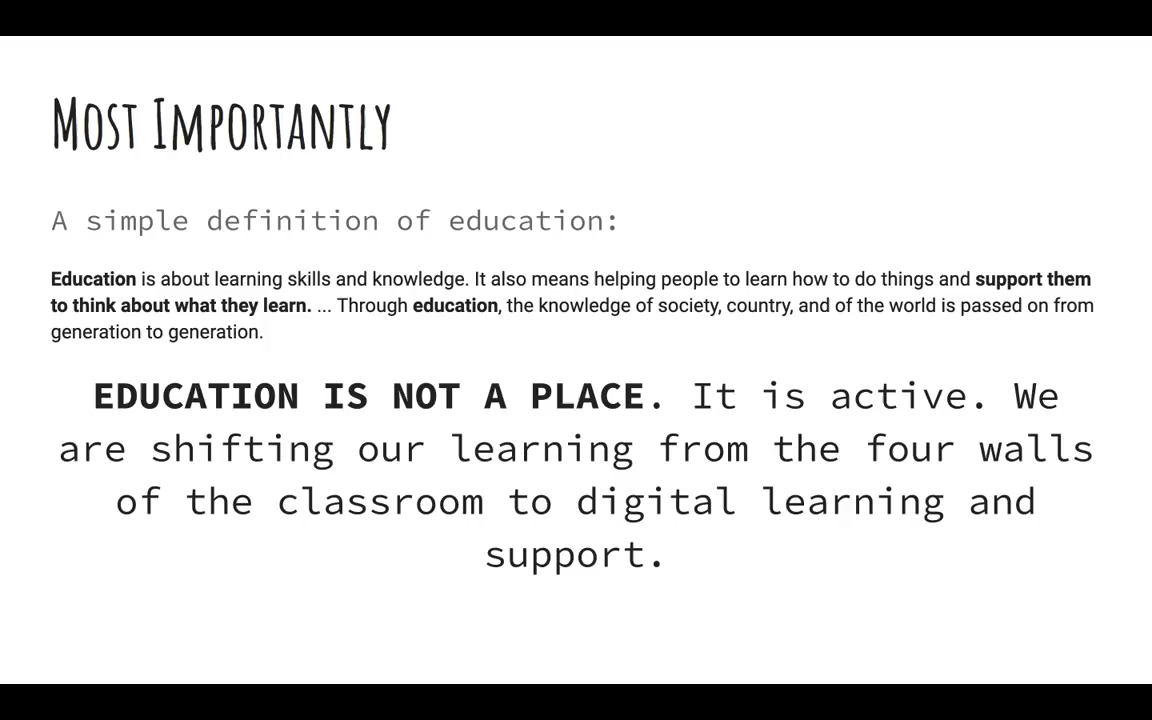 Most Importantly
A simple definition of education:
Education is about learning skills and knowledge. It also means helping people to learn how to do things and support them
to think about what they learn. ... Through education, the knowledge of society, country, and of the world is passed on from
generation to generation.
EDUCATION IS NOT A PLACE. It is active. We
are shifting our learning from the four walls
of the classroom to digital learning and
support.